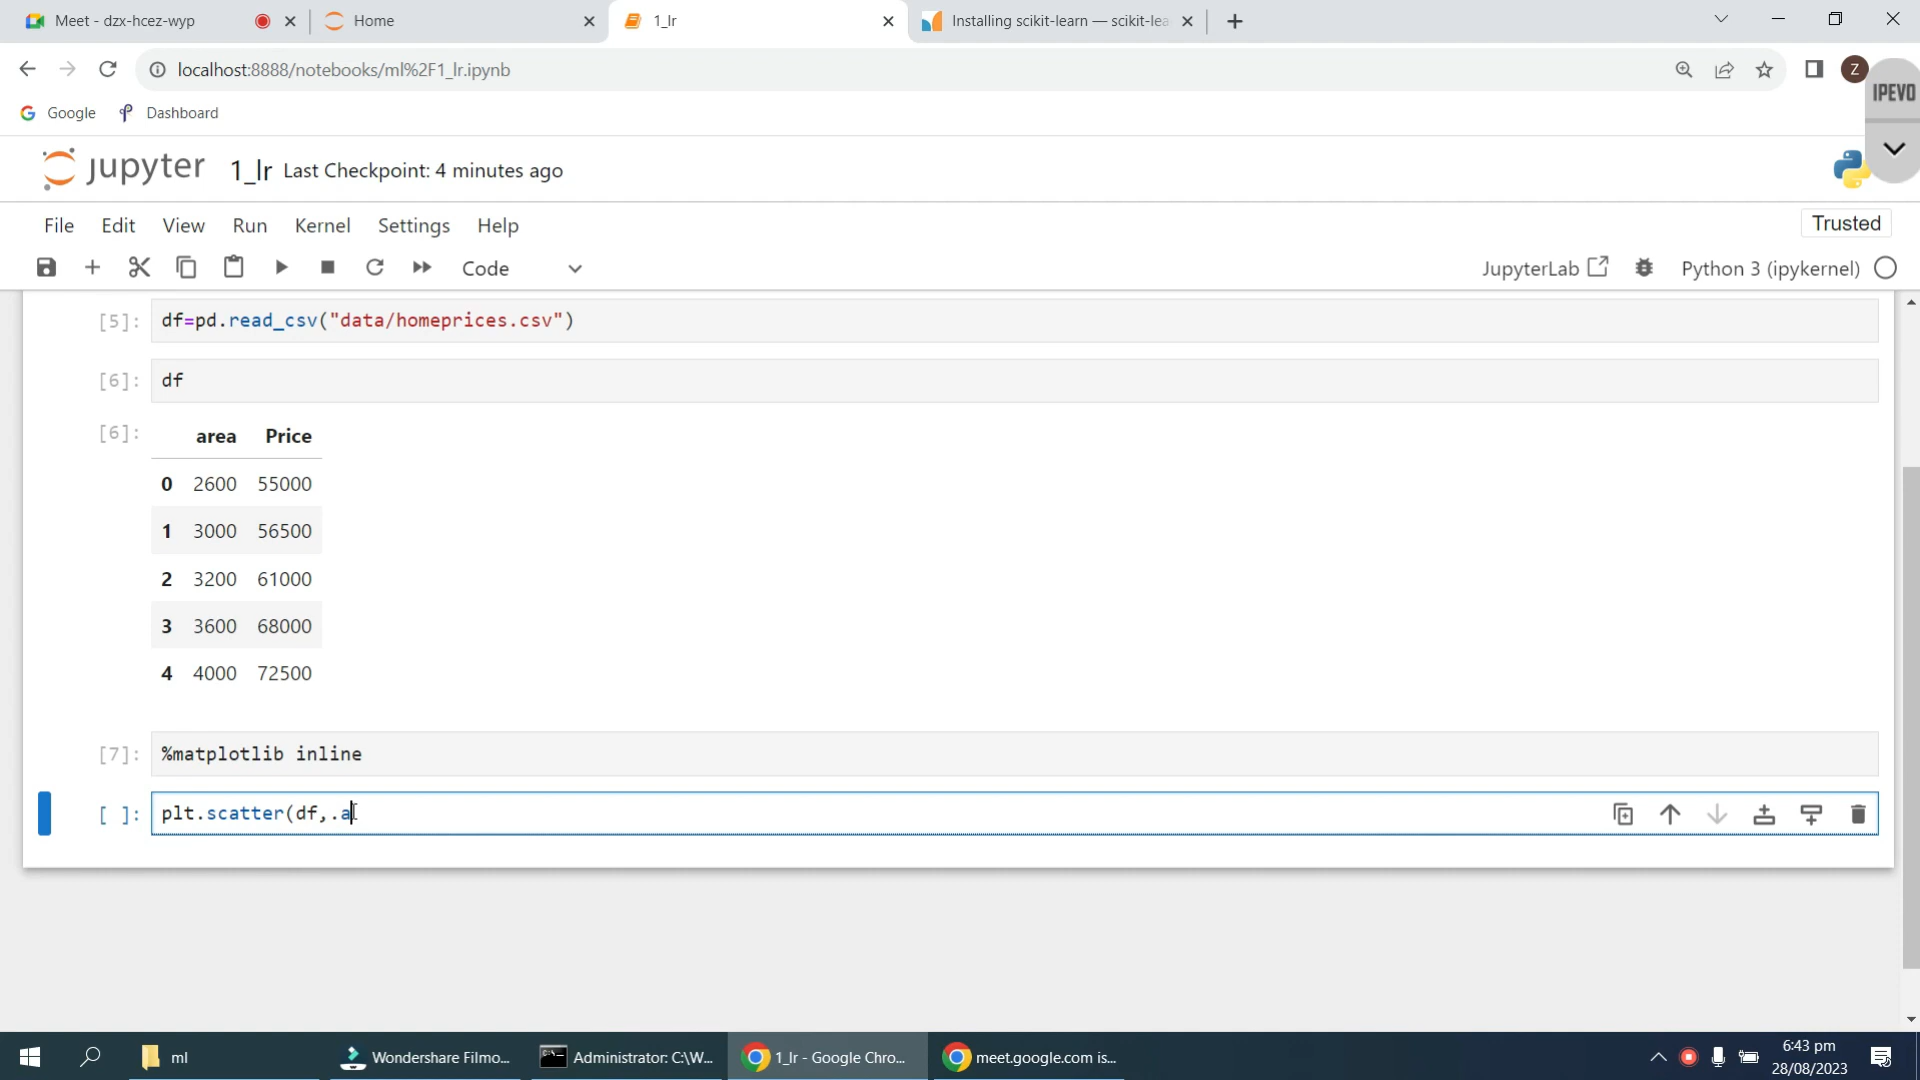 Meet - dzx-hcez-wyp
Home
1_lr
Installing scikit-learn — scikit-lea
localhost:8888/notebooks/ml%2F1_lr.ipynb
Z
IPEVO
Google
Dashboard
jupyter 1_lr Last Checkpoint: 4 minutes ago
File Edit View Run Kernel Settings Help
Trusted
Code
JupyterLab
Python 3 (ipykernel)
[5]: df=pd.read_csv("data/homeprices.csv")
[6]: df
[6]: area Price
0 2600 55000
1 3000 56500
2 3200 61000
3 3600 68000
4 4000 72500
[7]: %matplotlib inline
[ ]: plt.scatter(df,.a
ml
Wondershare Filmo...
Administrator: C:\W...
1_lr - Google Chro...
meet.google.com is...
6:43 pm
28/08/2023